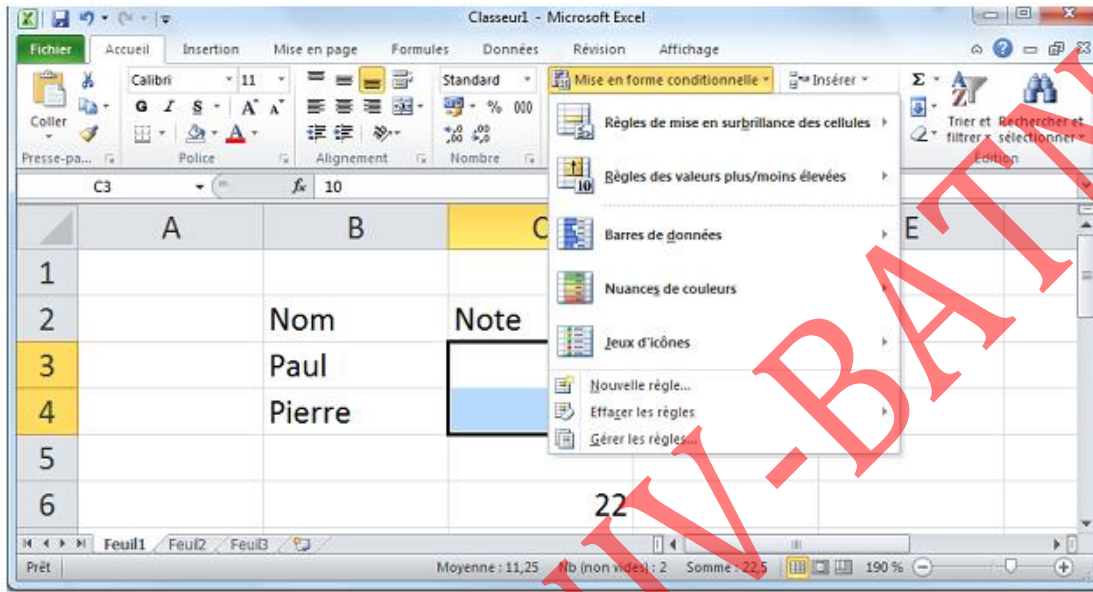 Classeur1 - Microsoft Excel
Fichier Accueil Insertion Mise en page Formules Données Révision Affichage
Calibri 11 Standard Mise en forme conditionnelle Insérer Σ
Coller G I S A A % 000 Trier et Rechercher et
filtrer sélectionner
Presse-pa... Police Alignement Nombre Édition
C3 fx 10
Règles de mise en surbrillance des cellules
Règles des valeurs plus/moins élevées
Barres de données
Nuances de couleurs
Jeux d'icônes
Nouvelle règle...
Effacer les règles
Gérer les règles...
A B C E
1
2 Nom Note
3 Paul
4 Pierre
5
6 22
Feuil1 Feuil2 Feuil3
Prêt Moyenne : 11,25 Nb (non vides) : 2 Somme : 22,5 190 %
IV-BATN